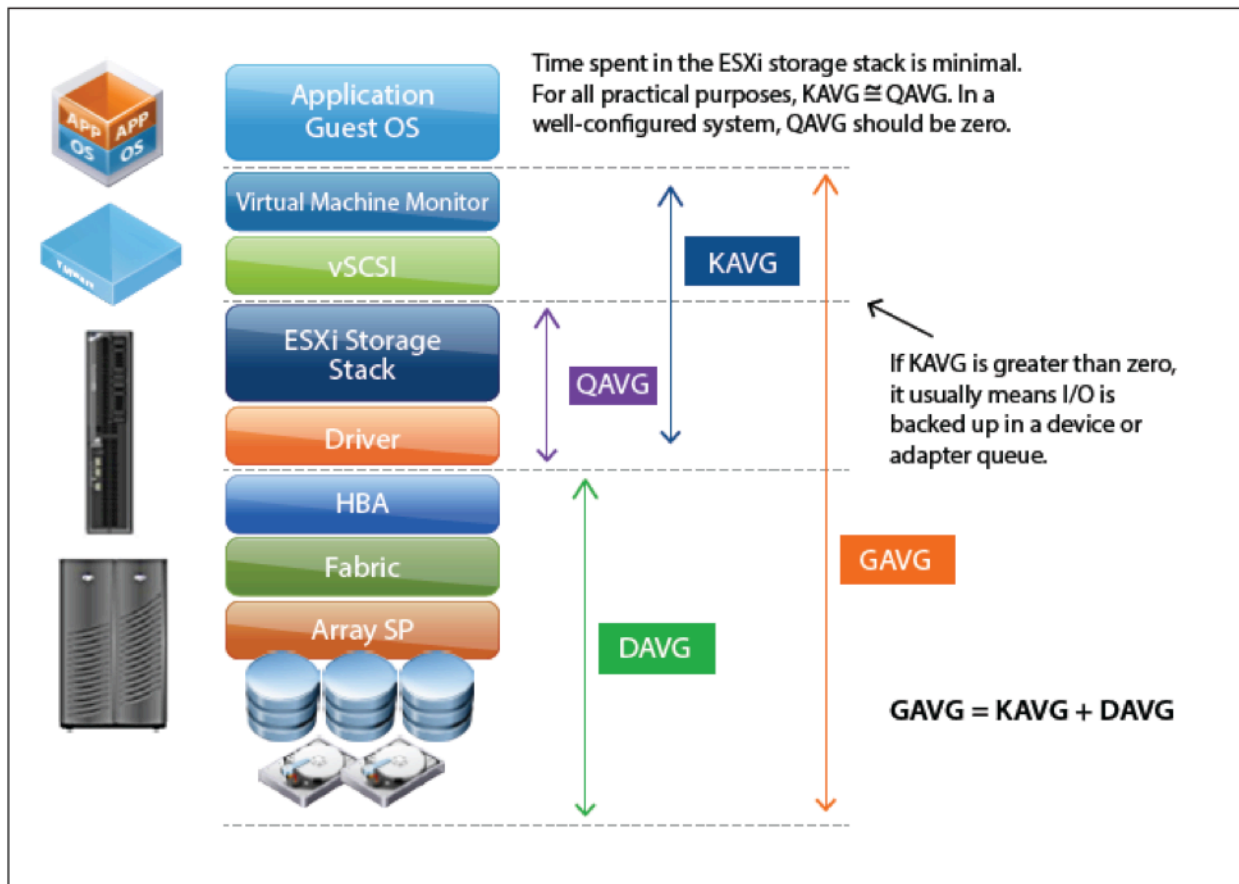 Time spent in the ESXi storage stack is minimal.
For all practical purposes, KAVG ≅ QAVG. In a
well-configured system, QAVG should be zero.
APP APP
OS OS
Application
Guest OS
Virtual Machine Monitor
vmware
vSCSI
KAVG
ESXi Storage
Stack
QAVG
If KAVG is greater than zero,
it usually means I/O is
backed up in a device or
adapter queue.
Driver
HBA
Fabric
GAVG
Array SP
DAVG
GAVG = KAVG + DAVG